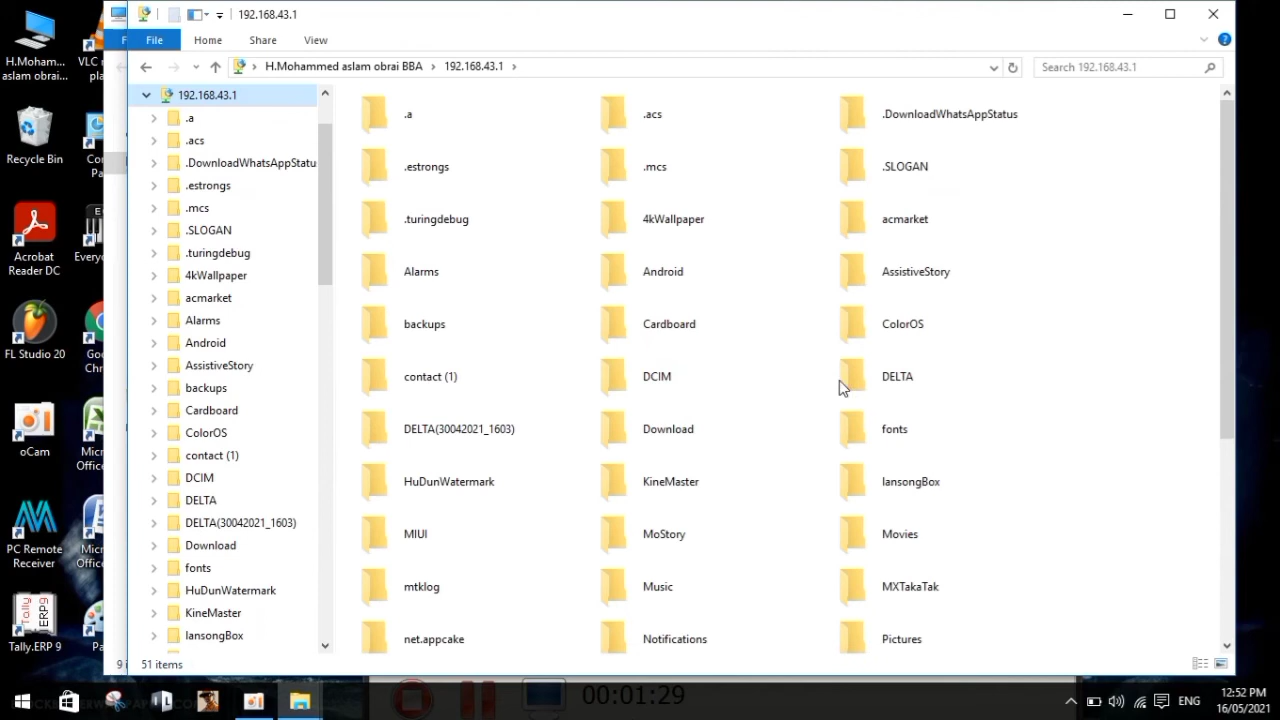 192.168.43.1
File
Home
Share
View
H.Mohammed aslam obrai BBA
192.168.43.1
Search 192.168.43.1
192.168.43.1
.a
.acs
.DownloadWhatsAppStatu
.estrongs
.mcs
.SLOGAN
.turingdebug
4kWallpaper
acmarket
Alarms
Android
AssistiveStory
backups
Cardboard
ColorOS
contact (1)
DCIM
DELTA
DELTA(30042021_1603)
Download
fonts
HuDunWatermark
KineMaster
lansongBox
.a
.acs
.DownloadWhatsAppStatus
.estrongs
.mcs
.SLOGAN
.turingdebug
4kWallpaper
acmarket
Alarms
Android
AssistiveStory
backups
Cardboard
ColorOS
contact (1)
DCIM
DELTA
DELTA(30042021_1603)
Download
fonts
HuDunWatermark
KineMaster
lansongBox
MIUI
MoStory
Movies
mtklog
Music
MXTakaTak
net.appcake
Notifications
Pictures
51 items
H.Moham...
aslam obrai...
VLC
pl
Recycle Bin
Co
Pa
Acrobat
Reader DC
Every
FL Studio 20
Goo
Chr
oCam
Micr
Offic
PC Remote
Receiver
Micr
Offic
Tally.ERP 9
Pa
00:01:29
ENG
12:52 PM
16/05/2021